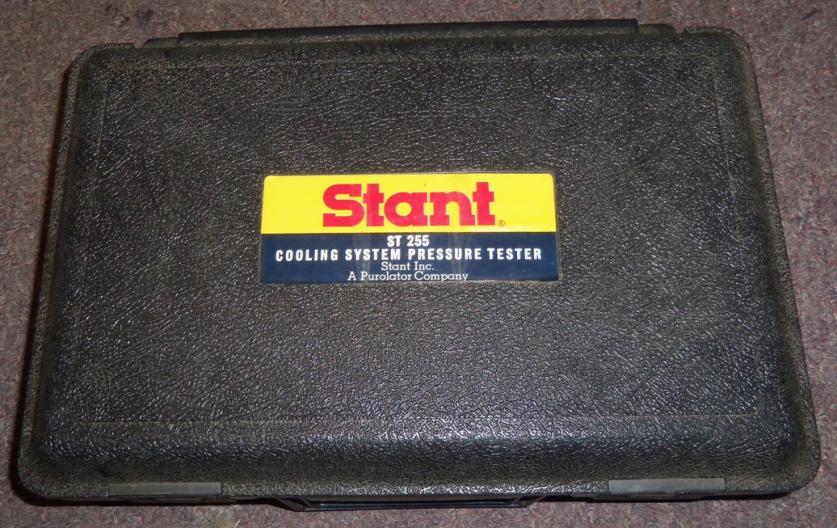 Stant®
ST 255
COOLING SYSTEM PRESSURE TESTER
Stant Inc.
A Purolator Company